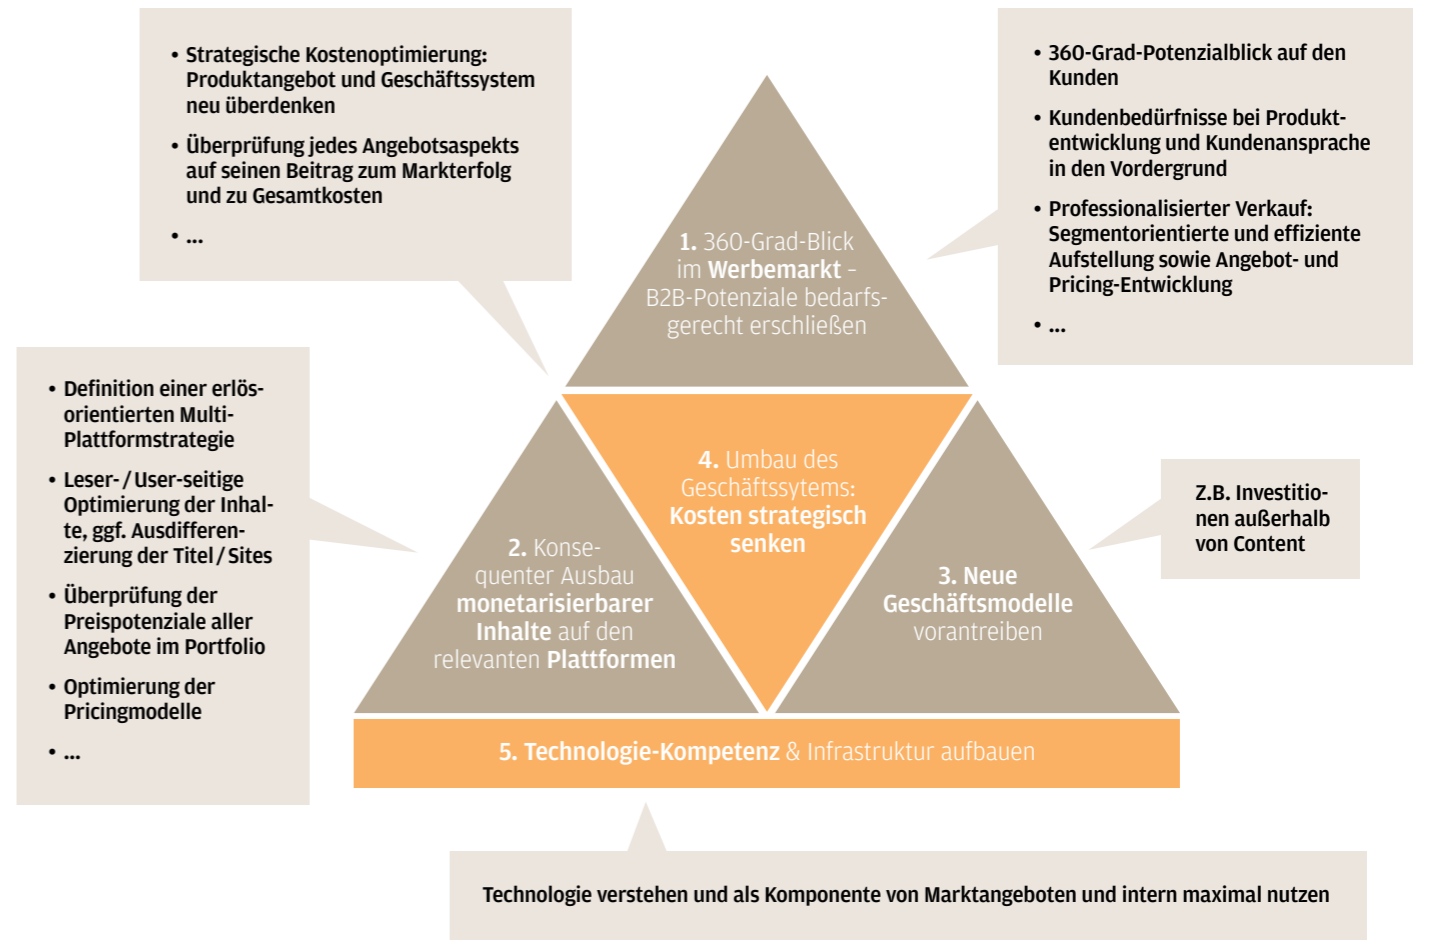 • Strategische Kostenoptimierung:
Produktangebot und Geschäftssystem
neu überdenken
• Überprüfung jedes Angebotsaspekts
auf seinen Beitrag zum Markterfolg
und zu Gesamtkosten
• ...
• 360-Grad-Potenzialblick auf den
Kunden
• Kundenbedürfnisse bei Produkt-
entwicklung und Kundenansprache
in den Vordergrund
• Professionalisierter Verkauf:
Segmentorientierte und effiziente
Aufstellung sowie Angebot- und
Pricing-Entwicklung
• ...
1. 360-Grad-Blick
im Werbemarkt –
B2B-Potenziale bedarfs-
gerecht erschließen
• Definition einer erlös-
orientierten Multi-
Plattformstrategie
• Leser- / User-seitige
Optimierung der Inhal-
te, ggf. Ausdifferen-
zierung der Titel / Sites
• Überprüfung der
Preispotenziale aller
Angebote im Portfolio
• Optimierung der
Pricingmodelle
• ...
4. Umbau des
Geschäftssytems:
Kosten strategisch
senken
2. Konse-
quenter Ausbau
monetarisierbarer
Inhalte auf den
relevanten Plattformen
3. Neue
Geschäftsmodelle
vorantreiben
Z.B. Investitio-
nen außerhalb
von Content
5. Technologie-Kompetenz & Infrastruktur aufbauen
Technologie verstehen und als Komponente von Marktangeboten und intern maximal nutzen